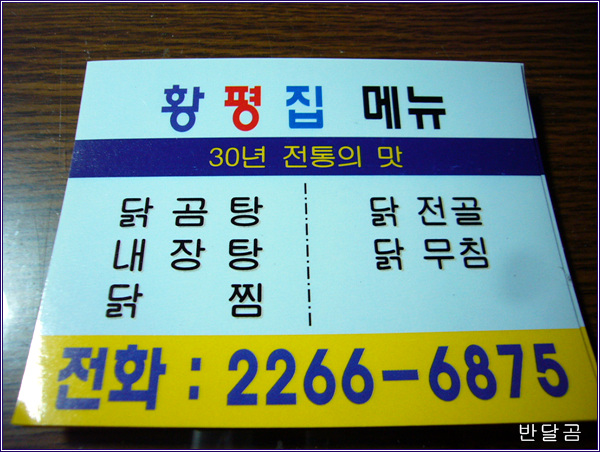 황평집 메뉴
30년 전통의 맛
닭곰탕
내장탕
닭 찜
닭 전골
닭 무침
전화 : 2266-6875
반달곰